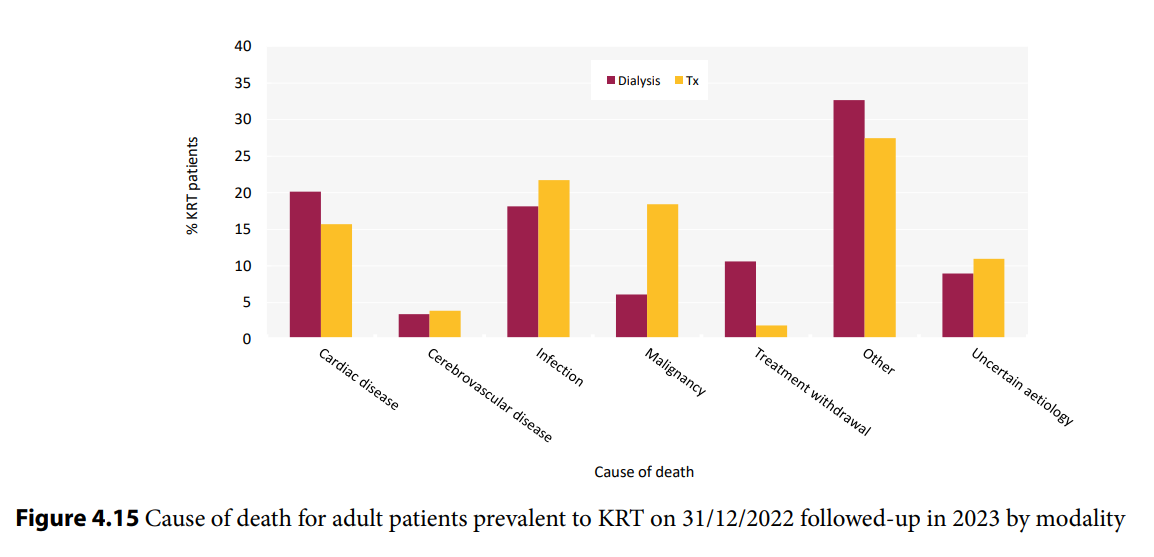 40
35
30
25
20
15
10
5
0
% KRT patients
Dialysis Tx
Cardiac disease
Cerebrovascular disease
Infection
Malignancy
Treatment withdrawal
Other
Uncertain aetiology
Cause of death
Figure 4.15 Cause of death for adult patients prevalent to KRT on 31/12/2022 followed-up in 2023 by modality